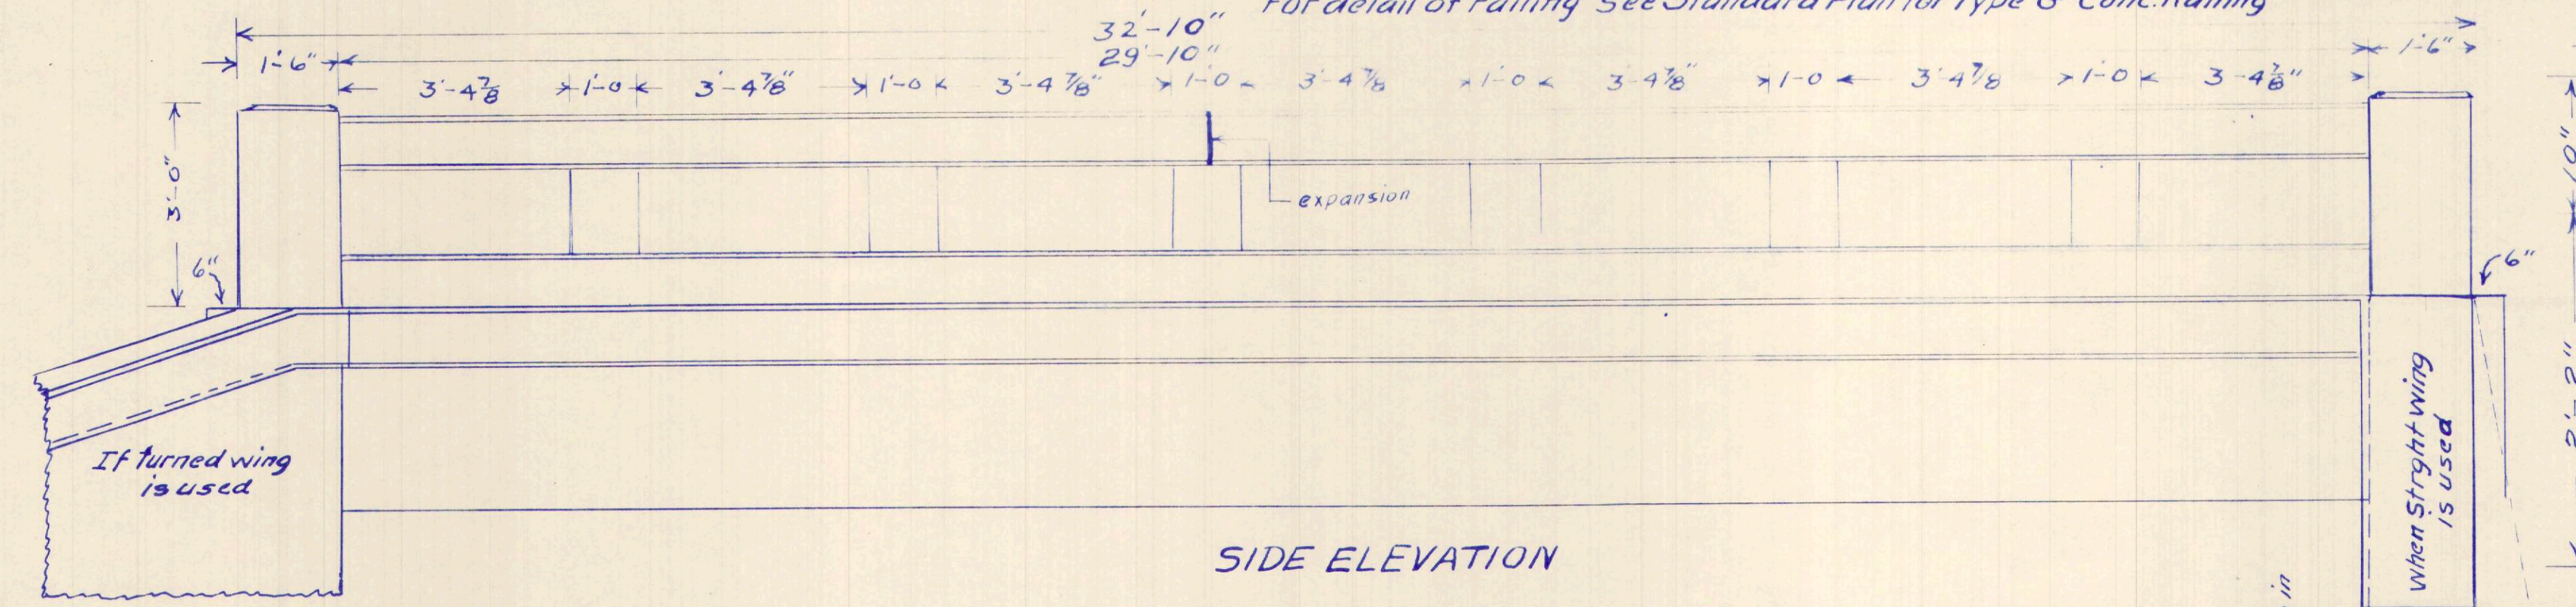 For detail of railing See Standard Plan for Type G Conc. Railing
32'-10"
29'-10"
1'-6" 1'-6"
3'-4 7/8 1'-0 3'-4 7/8" 1'-0 3'-4 7/8" 1'-0 3'-4 7/8 1'-0 3'-4 7/8" 1-0 3'-4 7/8 1-0 3-4 7/8"
3'-0"
10"
expansion
6"
6"
2'-2"
If turned wing
is used
when Strght wing
is used
SIDE ELEVATION
in